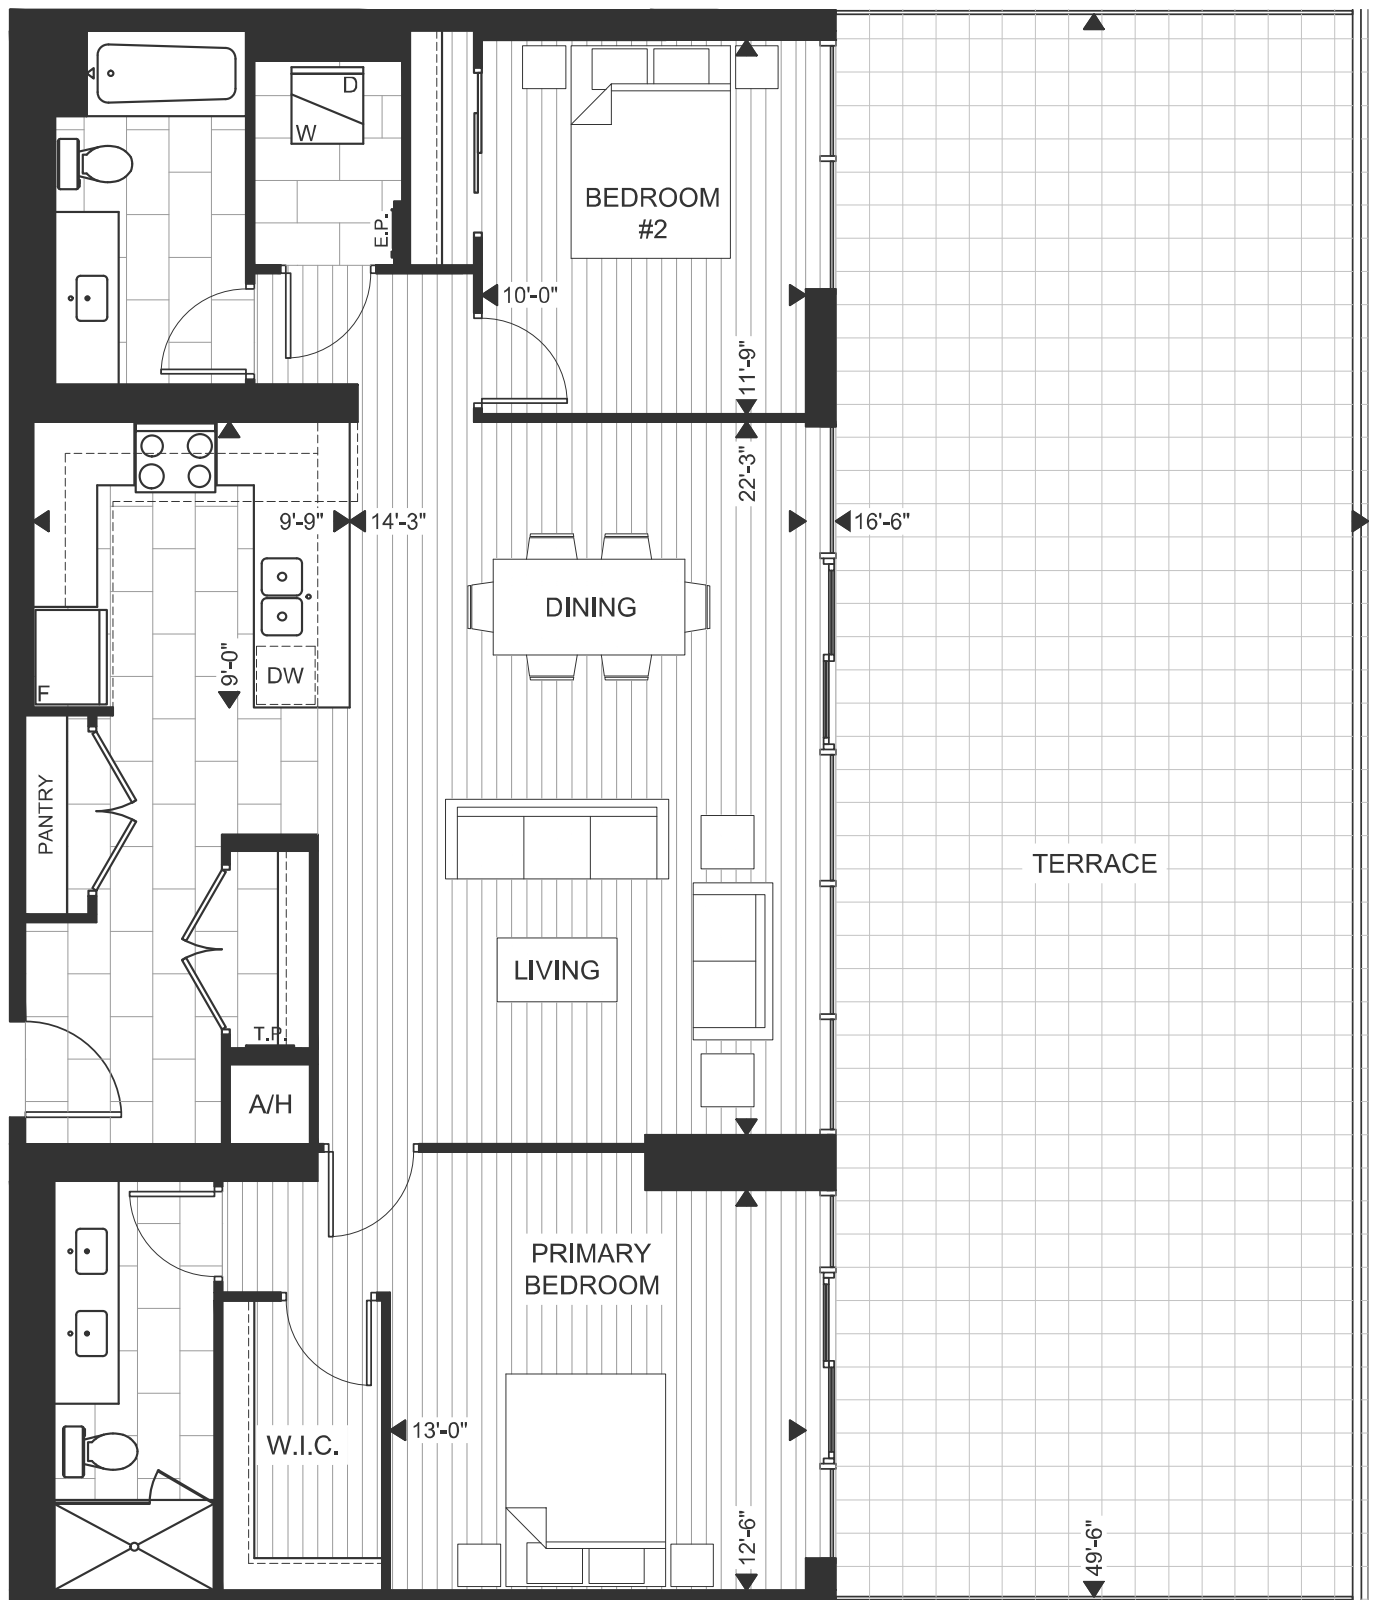 D
W
E.P.
BEDROOM
#2
10'-0"
11'-9"
22'-3"
9'-9"
14'-3"
16'-6"
DINING
9'-0"
DW
F
PANTRY
TERRACE
LIVING
T.P.
A/H
PRIMARY
BEDROOM
13'-0"
W.I.C.
12'-6"
49'-6"